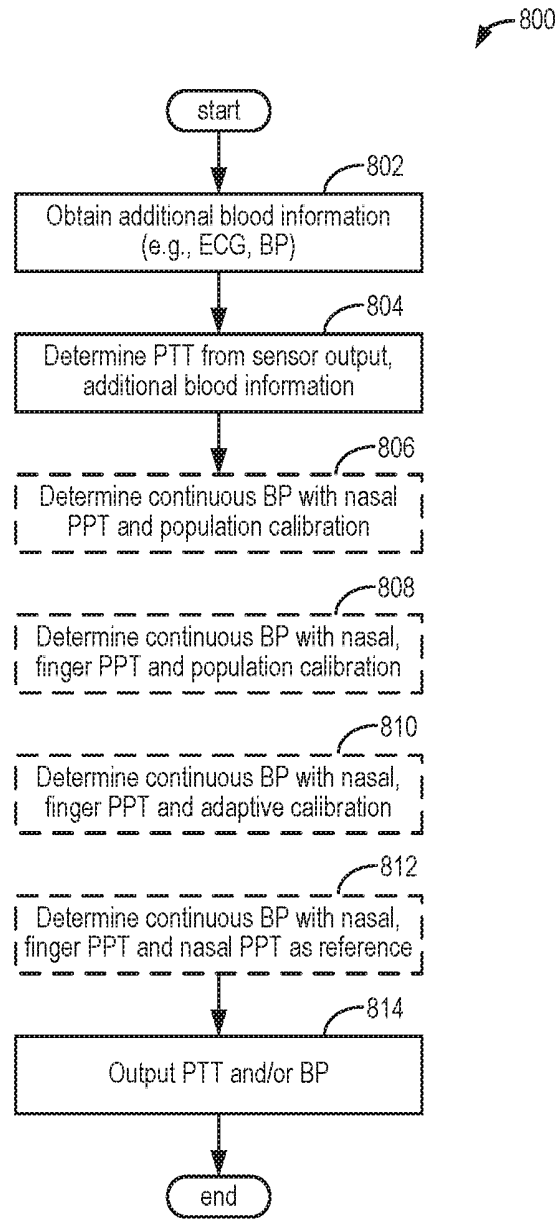 800
start
802
Obtain additional blood information
(e.g., ECG, BP)
804
Determine PTT from sensor output,
additional blood information
806
Determine continuous BP with nasal
PPT and population calibration
808
Determine continuous BP with nasal,
finger PPT and population calibration
810
Determine continuous BP with nasal,
finger PPT and adaptive calibration
812
Determine continuous BP with nasal,
finger PPT and nasal PPT as reference
814
Output PTT and/or BP
end